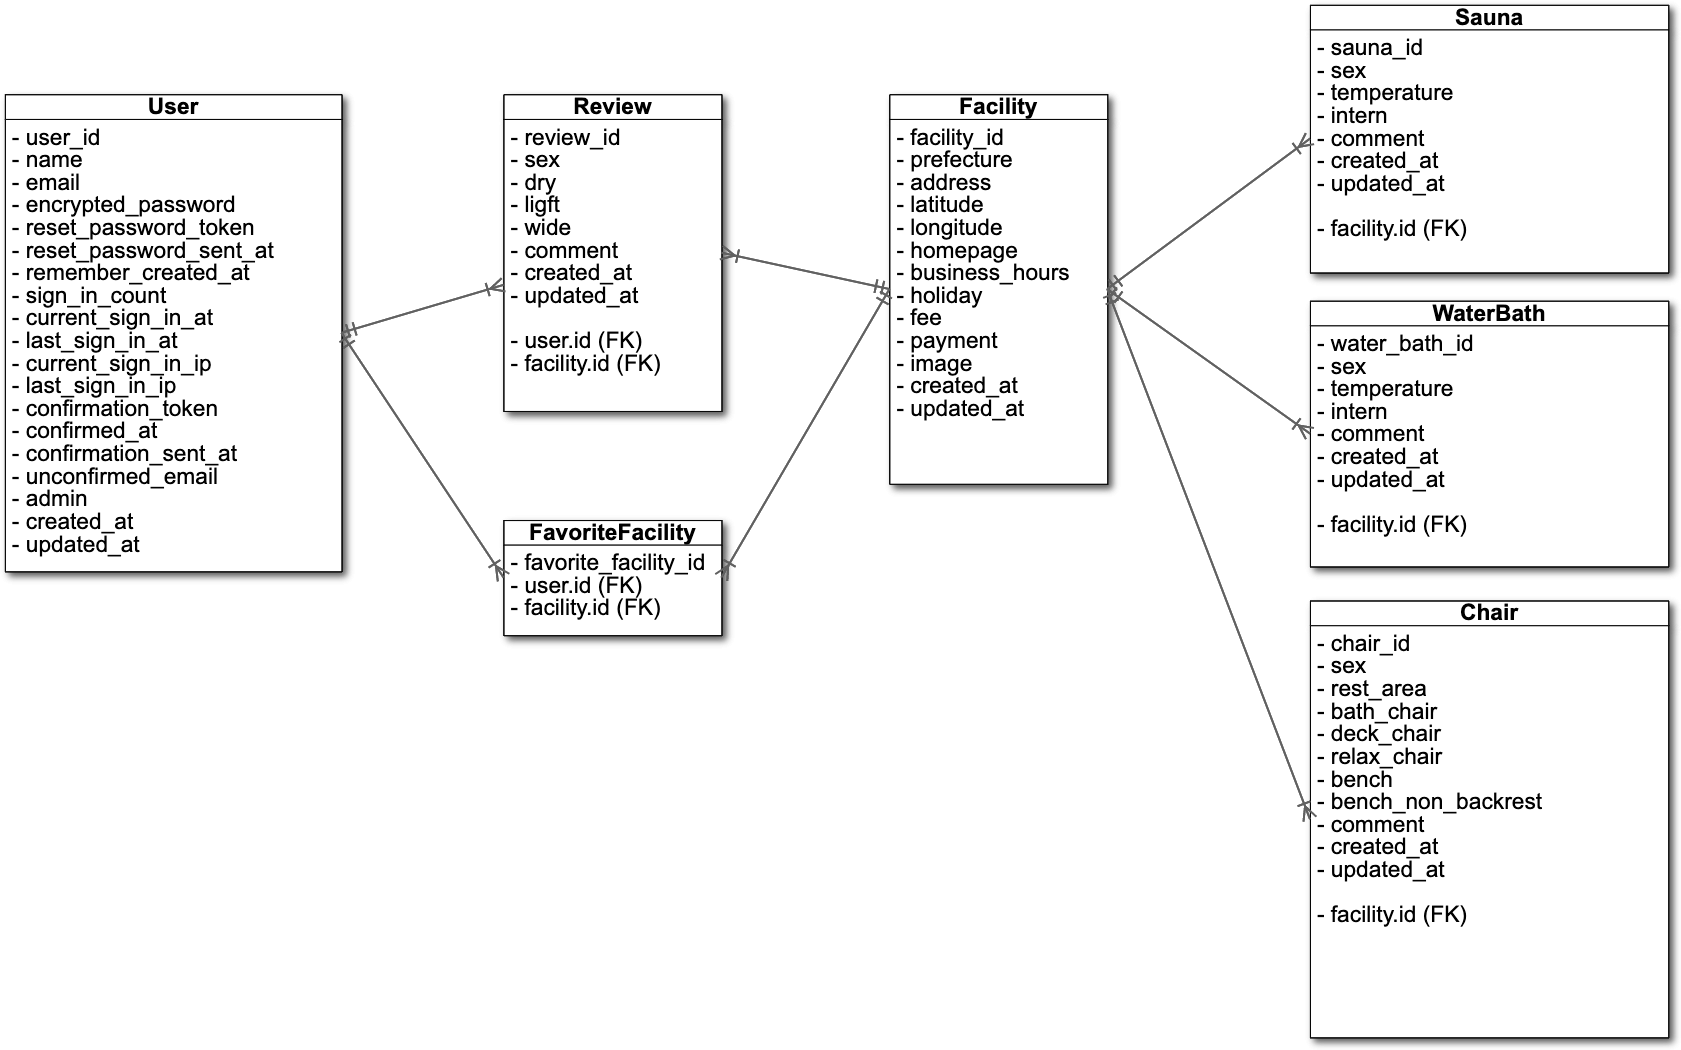 User
- user_id
- name
- email
- encrypted_password
- reset_password_token
- reset_password_sent_at
- remember_created_at
- sign_in_count
- current_sign_in_at
- last_sign_in_at
- current_sign_in_ip
- last_sign_in_ip
- confirmation_token
- confirmed_at
- confirmation_sent_at
- unconfirmed_email
- admin
- created_at
- updated_at
Review
- review_id
- sex
- dry
- ligft
- wide
- comment
- created_at
- updated_at
- user.id (FK)
- facility.id (FK)
FavoriteFacility
- favorite_facility_id
- user.id (FK)
- facility.id (FK)
Facility
- facility_id
- prefecture
- address
- latitude
- longitude
- homepage
- business_hours
- holiday
- fee
- payment
- image
- created_at
- updated_at
Sauna
- sauna_id
- sex
- temperature
- intern
- comment
- created_at
- updated_at
- facility.id (FK)
WaterBath
- water_bath_id
- sex
- temperature
- intern
- comment
- created_at
- updated_at
- facility.id (FK)
Chair
- chair_id
- sex
- rest_area
- bath_chair
- deck_chair
- relax_chair
- bench
- bench_non_backrest
- comment
- created_at
- updated_at
- facility.id (FK)